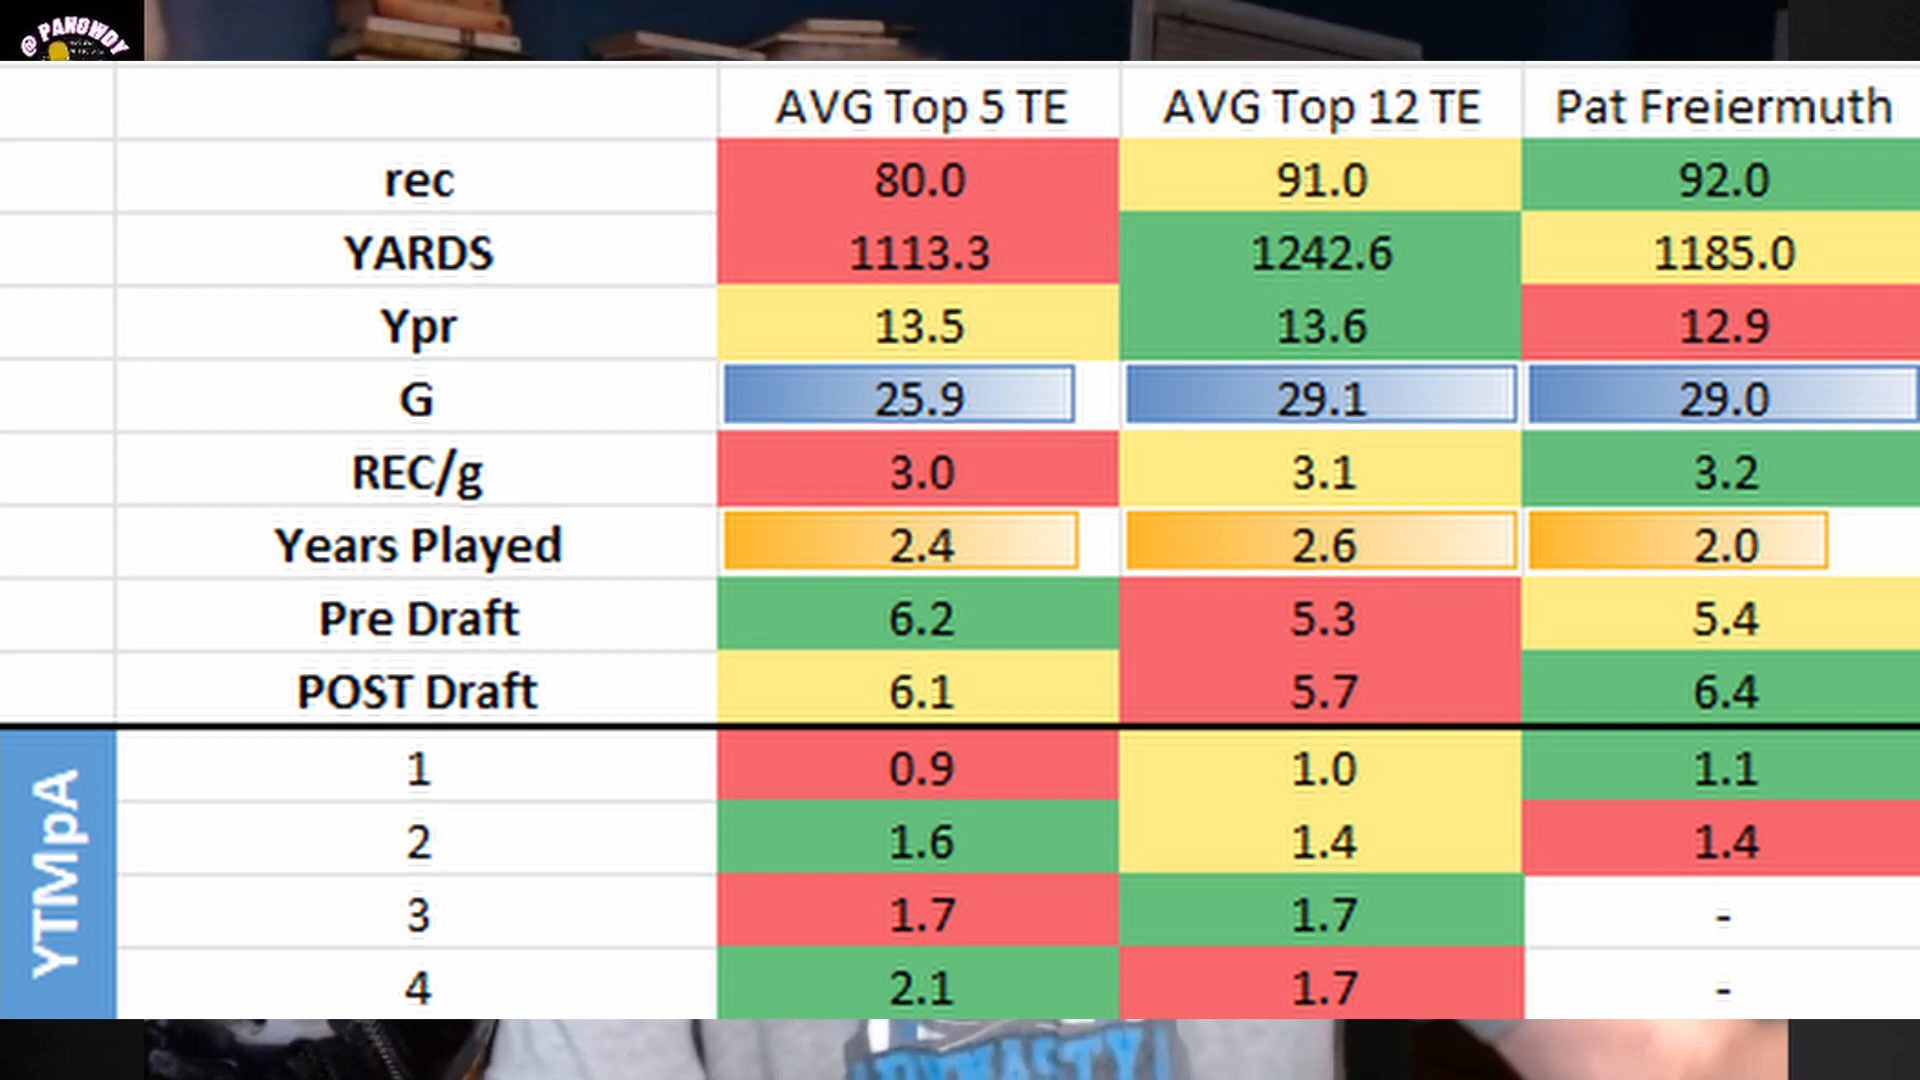 @ PANOWDY
AVG Top 5 TE AVG Top 12 TE Pat Freiermuth
rec 80.0 91.0 92.0
YARDS 1113.3 1242.6 1185.0
Ypr 13.5 13.6 12.9
G 25.9 29.1 29.0
REC/g 3.0 3.1 3.2
Years Played 2.4 2.6 2.0
Pre Draft 6.2 5.3 5.4
POST Draft 6.1 5.7 6.4
YTMpA
1 0.9 1.0 1.1
2 1.6 1.4 1.4
3 1.7 1.7 -
4 2.1 1.7 -
DYNASTY